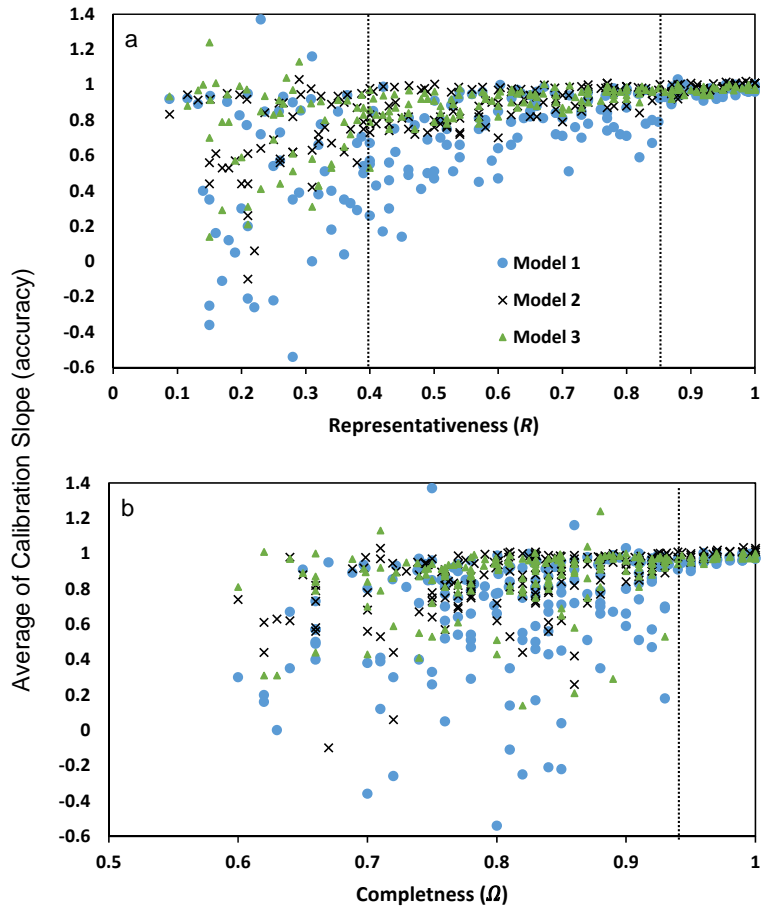 Average of Calibration Slope (accuracy)
a
1.4
1.2
1
0.8
0.6
0.4
0.2
0
-0.2
-0.4
-0.6
Model 1
Model 2
Model 3
0 0.1 0.2 0.3 0.4 0.5 0.6 0.7 0.8 0.9 1
Representativeness (R)
b
1.4
1.2
1
0.8
0.6
0.4
0.2
0
-0.2
-0.4
-0.6
0.5 0.6 0.7 0.8 0.9 1
Completness (Ω)